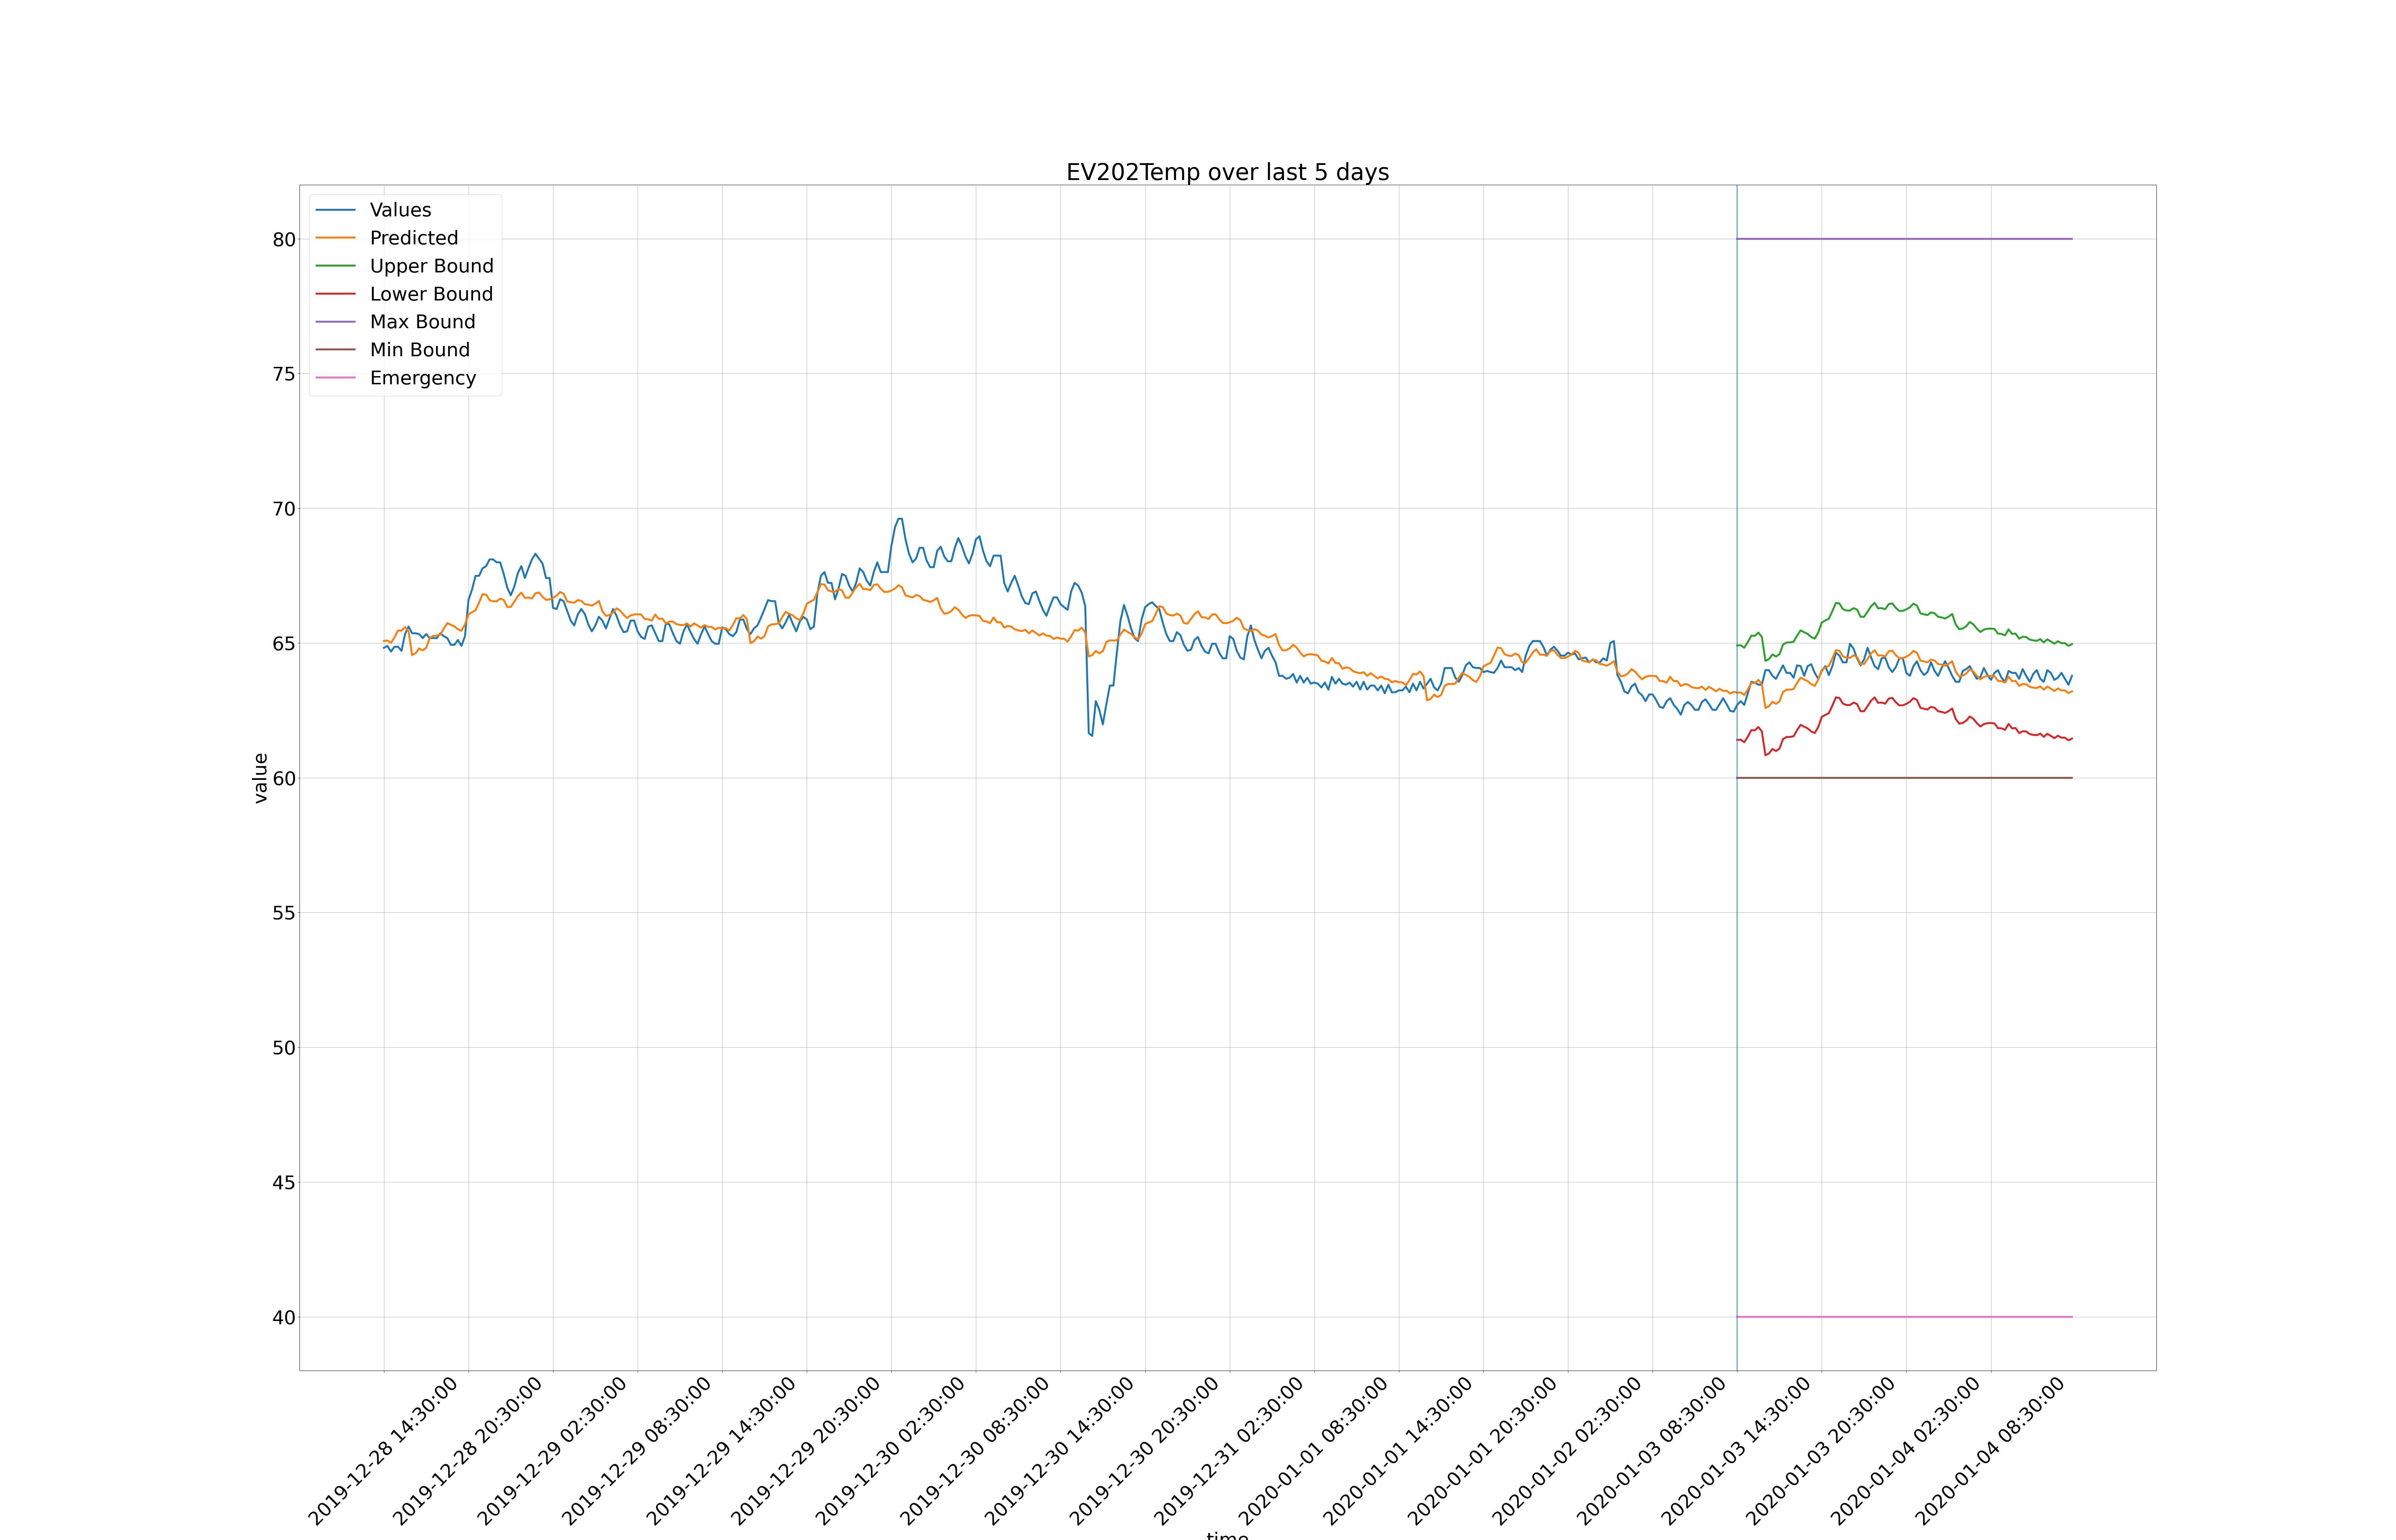 EV202Temp over last 5 days
Values
Predicted
Upper Bound
Lower Bound
Max Bound
Min Bound
Emergency
80
75
70
65
60
55
50
45
40
value
2019-12-28 14:30:00
2019-12-28 20:30:00
2019-12-29 02:30:00
2019-12-29 08:30:00
2019-12-29 14:30:00
2019-12-29 20:30:00
2019-12-30 02:30:00
2019-12-30 08:30:00
2019-12-30 14:30:00
2019-12-30 20:30:00
2019-12-31 02:30:00
2020-01-01 08:30:00
2020-01-01 14:30:00
2020-01-01 20:30:00
2020-01-02 02:30:00
2020-01-03 08:30:00
2020-01-03 14:30:00
2020-01-03 20:30:00
2020-01-04 02:30:00
2020-01-04 08:30:00
time